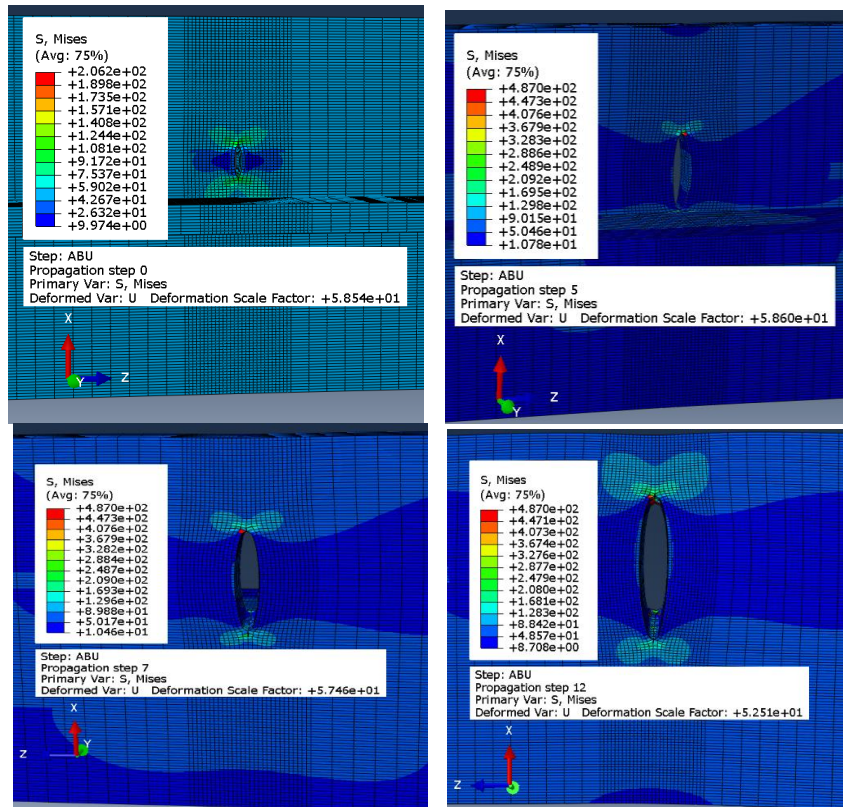 S, Mises
(Avg: 75%)
+2.062e+02
+1.898e+02
+1.735e+02
+1.571e+02
+1.408e+02
+1.244e+02
+1.081e+02
+9.172e+01
+7.537e+01
+5.902e+01
+4.267e+01
+2.632e+01
+9.974e+00
Step: ABU
Propagation step 0
Primary Var: S, Mises
Deformed Var: U Deformation Scale Factor: +5.854e+01
X
Y
Z
S, Mises
(Avg: 75%)
+4.870e+02
+4.473e+02
+4.076e+02
+3.679e+02
+3.283e+02
+2.886e+02
+2.489e+02
+2.092e+02
+1.695e+02
+1.298e+02
+9.015e+01
+5.046e+01
+1.078e+01
Step: ABU
Propagation step 5
Primary Var: S, Mises
Deformed Var: U Deformation Scale Factor: +5.860e+01
X
Z
Y
S, Mises
(Avg: 75%)
+4.870e+02
+4.473e+02
+4.076e+02
+3.679e+02
+3.282e+02
+2.884e+02
+2.487e+02
+2.090e+02
+1.693e+02
+1.296e+02
+8.988e+01
+5.017e+01
+1.046e+01
Step: ABU
Propagation step 7
Primary Var: S, Mises
Deformed Var: U Deformation Scale Factor: +5.746e+01
X
Y
Z
S, Mises
(Avg: 75%)
+4.870e+02
+4.471e+02
+4.073e+02
+3.674e+02
+3.276e+02
+2.877e+02
+2.479e+02
+2.080e+02
+1.681e+02
+1.283e+02
+8.842e+01
+4.857e+01
+8.708e+00
Step: ABU
Propagation step 12
Primary Var: S, Mises
Deformed Var: U Deformation Scale Factor: +5.251e+01
X
Z